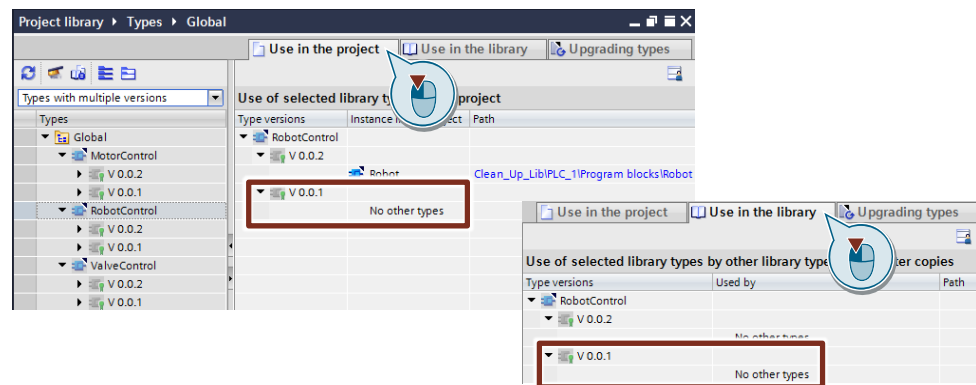 Project library ▸ Types ▸ Global
Use in the project
Use in the library
Upgrading types
Types with multiple versions
Use of selected library project
Types
Type versions Instance Path
Global
RobotControl
MotorControl
V 0.0.2
V 0.0.2
Robot Clean_Up_Lib\PLC_1\Program blocks\Robot
V 0.0.1
V 0.0.1
RobotControl
No other types
V 0.0.2
V 0.0.1
ValveControl
V 0.0.2
V 0.0.1
Use in the project
Use in the library
Upgrading types
Use of selected library types by other library copies
Type versions Used by Path
RobotControl
V 0.0.2
No other types
V 0.0.1
No other types